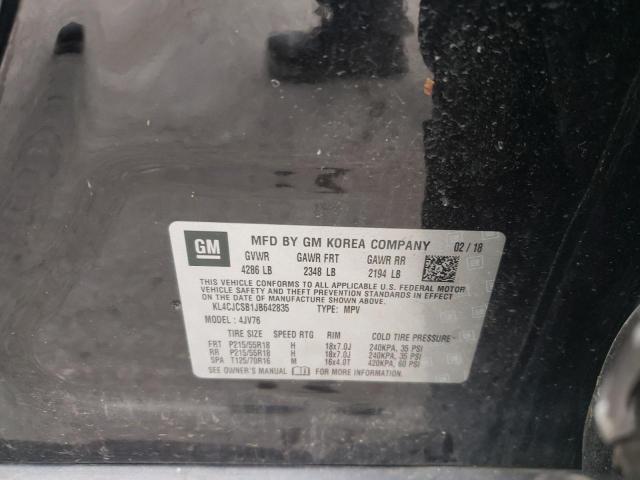 GM MFD BY GM KOREA COMPANY 02 / 18
GVWR GAWR FRT GAWR RR
4286 LB 2348 LB 2194 LB
THIS VEHICLE CONFORMS TO ALL APPLICABLE U.S. FEDERAL MOTOR
VEHICLE SAFETY, BUMPER, AND THEFT PREVENTION STANDARDS IN
EFFECT ON THE DATE OF MANUFACTURE SHOWN ABOVE.
KL4CJCSB1JB642835 TYPE: MPV
MODEL : 4JV76
TIRE SIZE SPEED RTG RIM COLD TIRE PRESSURE
FRT P215/55R18 H 18x7.0J 240KPA, 35 PSI
RR P215/55R18 H 18x7.0J 240KPA, 35 PSI
SPA T125/70R16 M 16x4.0T 420KPA, 60 PSI
SEE OWNER'S MANUAL FOR MORE INFORMATION.